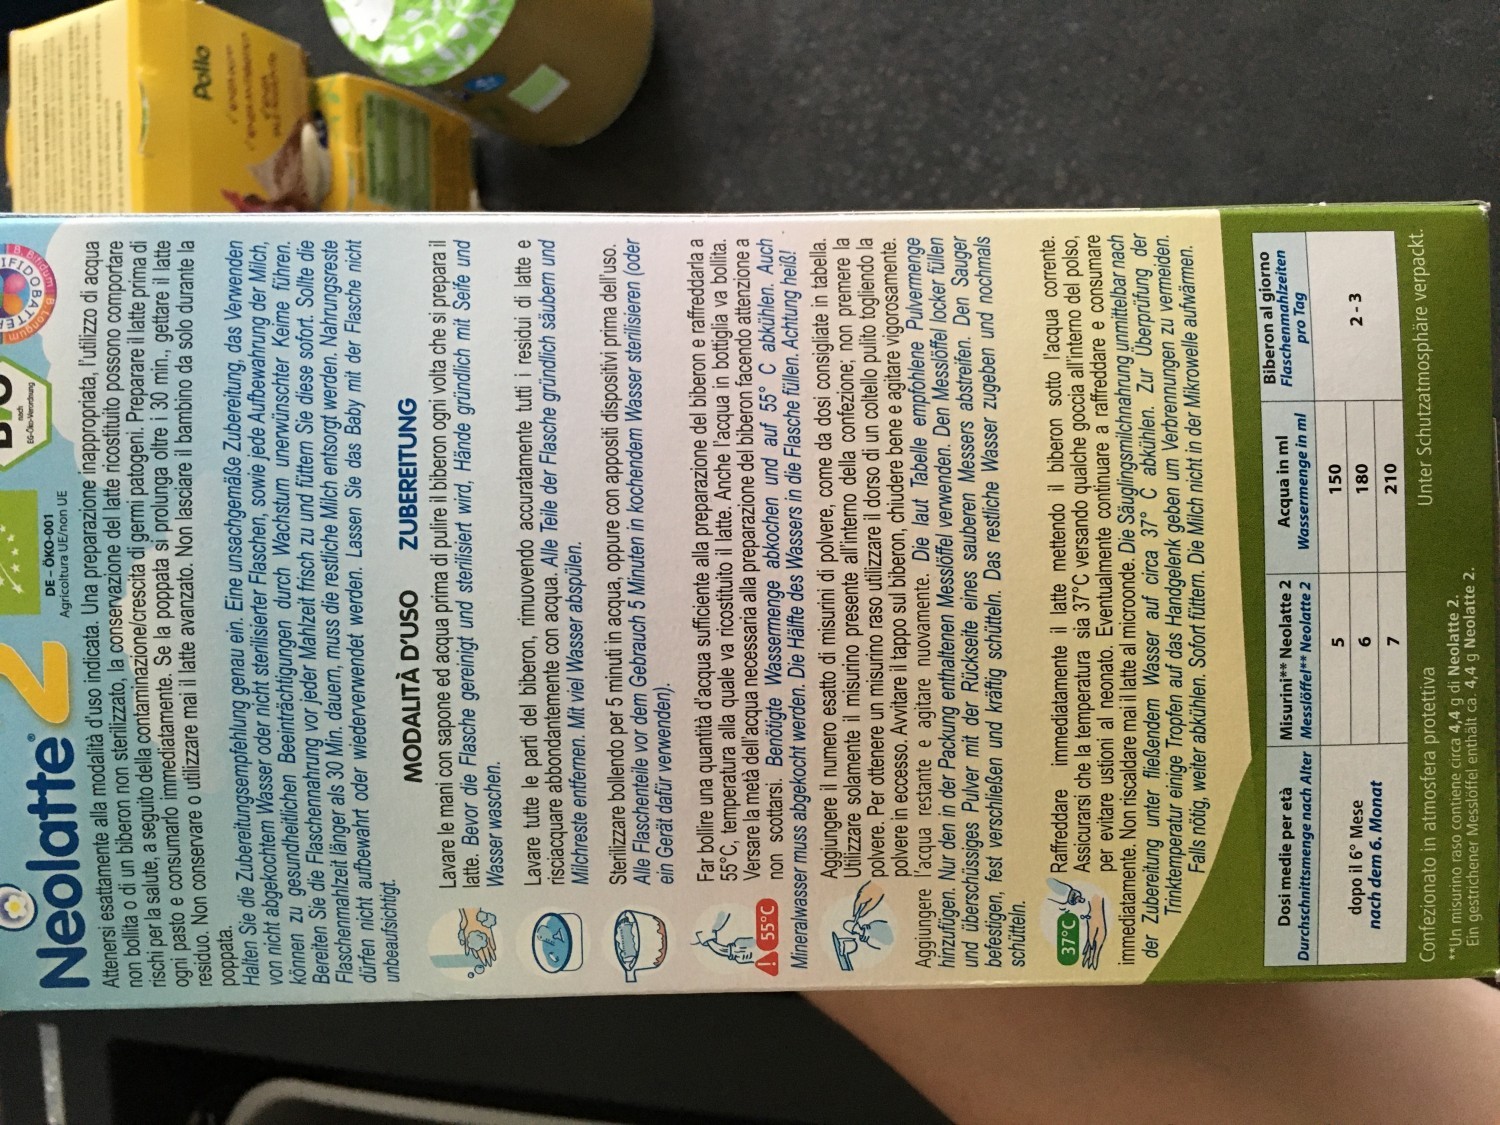 Pollo
Neolatte® 2
nach
EG-Öko-Verordnung
DE - ÖKO-001
Agricoltura UE/non UE
Attenersi esattamente alla modalità d'uso indicata. Una preparazione inappropriata, l'utilizzo di acqua
non bollita o di un biberon non sterilizzato, la conservazione del latte ricostituito possono comportare
rischi per la salute, a seguito della contaminazione/crescita di germi patogeni. Preparare il latte prima di
ogni pasto e consumarlo immediatamente. Se la poppata si prolunga oltre i 30 min., gettare il latte
residuo. Non conservare o utilizzare mai il latte avanzato. Non lasciare il bambino da solo durante la
poppata.
Halten Sie die Zubereitungsempfehlung genau ein. Eine unsachgemäße Zubereitung, das Verwenden
von nicht abgekochtem Wasser oder nicht sterilisierter Flaschen, sowie jede Aufbewahrung der Milch,
können zu gesundheitlichen Beeinträchtigungen durch Wachstum unerwünschter Keime führen.
Bereiten Sie die Flaschennahrung vor jeder Mahlzeit frisch zu und füttern Sie diese sofort. Sollte die
Flaschenmahlzeit länger als 30 Min. dauern, muss die restliche Milch entsorgt werden. Nahrungsreste
dürfen nicht aufbewahrt oder wiederverwendet werden. Lassen Sie das Baby mit der Flasche nicht
unbeaufsichtigt.
MODALITÀ D'USO ZUBEREITUNG
Lavare le mani con sapone ed acqua prima di pulire il biberon ogni volta che si prepara il
latte. Bevor die Flasche gereinigt und sterilisiert wird, Hände gründlich mit Seife und
Wasser waschen.
Lavare tutte le parti del biberon, rimuovendo accuratamente tutti i residui di latte e
risciacquare abbondantemente con acqua. Alle Teile der Flasche gründlich säubern und
Milchreste entfernen. Mit viel Wasser abspülen.
Sterilizzare bollendo per 5 minuti in acqua, oppure con appositi dispositivi prima dell'uso.
Alle Flaschenteile vor dem Gebrauch 5 Minuten in kochendem Wasser sterilisieren (oder
ein Gerät dafür verwenden).
55°C
Far bollire una quantità d'acqua sufficiente alla preparazione del biberon e raffreddarla a
55°C, temperatura alla quale va ricostituito il latte. Anche l'acqua in bottiglia va bollita.
Versare la metà dell'acqua necessaria alla preparazione del biberon facendo attenzione a
non scottarsi. Benötigte Wassermenge abkochen und auf 55° C abkühlen. Auch
Mineralwasser muss abgekocht werden. Die Hälfte des Wassers in die Flasche füllen. Achtung heiß!
Aggiungere il numero esatto di misurini di polvere, come da dosi consigliate in tabella.
Utilizzare solamente il misurino presente all'interno della confezione, non premere la
polvere. Per ottenere un misurino raso utilizzare il dorso di un coltello pulito togliendo la
polvere in eccesso. Avvitare il tappo sul biberon, chiudere bene e agitare vigorosamente.
Aggiungere l'acqua restante e agitare nuovamente. Die laut Tabelle empfohlene Pulvermenge
hinzufügen. Nur den in der Packung enthaltenen Messlöffel verwenden. Den Messlöffel locker füllen
und überschüssiges Pulver mit der Rückseite eines sauberen Messers abstreifen. Den Sauger
befestigen, fest verschließen und kräftig schütteln. Das restliche Wasser zugeben und nochmals
schütteln.
37°C
Raffreddare immediatamente il latte mettendo il biberon sotto l'acqua corrente.
Assicurarsi che la temperatura sia 37°C versando qualche goccia all'interno del polso,
per evitare ustioni al neonato. Eventualmente continuare a raffreddare e consumare
immediatamente. Non riscaldare mai il latte al microonde. Die Säuglingsmilchnahrung unmittelbar nach
der Zubereitung unter fließendem Wasser auf circa 37° C abkühlen. Zur Überprüfung der
Trinktemperatur einige Tropfen auf das Handgelenk geben um Verbrennungen zu vermeiden.
Falls nötig, weiter abkühlen. Sofort füttern. Die Milch nicht in der Mikrowelle aufwärmen.
Dosi medie per età Misurini** Neolatte 2 Acqua in ml Biberon al giorno
Durchschnittsmenge nach Alter Messlöffel** Neolatte 2 Wassermenge in ml Flaschenmahlzeiten
pro Tag
dopo il 6° Mese
nach dem 6. Monat
5 150
6 180 2 - 3
7 210
Confezionato in atmosfera protettiva Unter Schutzatmosphäre verpackt.
**Un misurino raso contiene circa 4,4 g di Neolatte 2.
Ein gestrichener Messlöffel enthält ca. 4,4 g Neolatte 2.